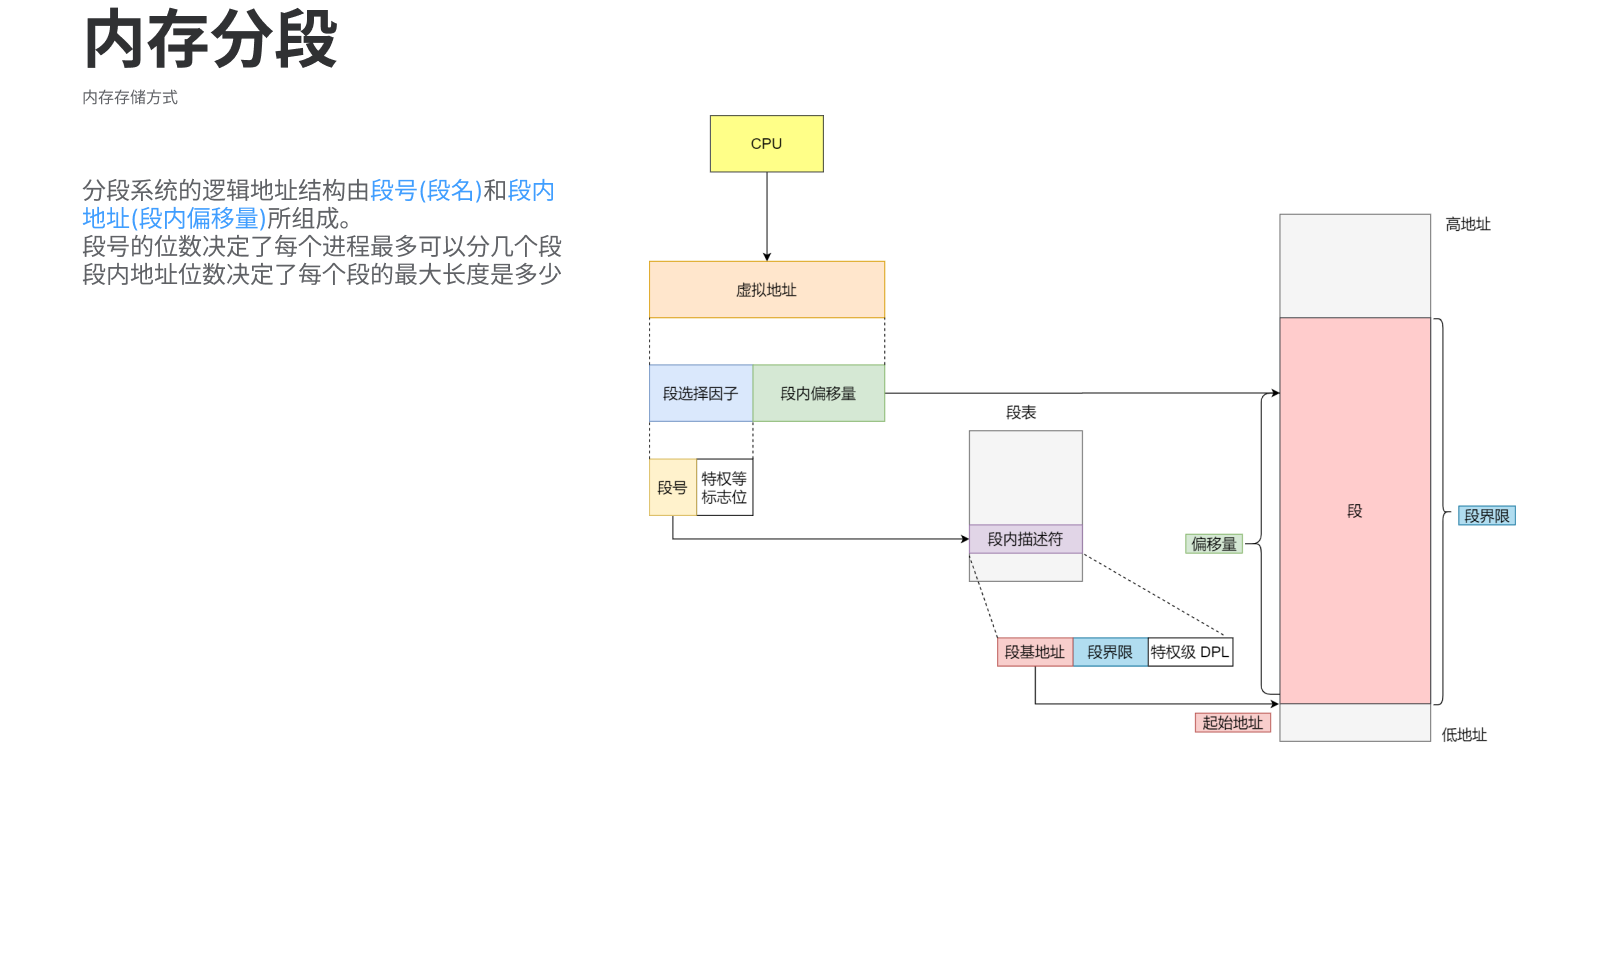 内存分段
内存存储方式
分段系统的逻辑地址结构由段号(段名)和段内
地址(段内偏移量)所组成。
段号的位数决定了每个进程最多可以分几个段
段内地址位数决定了每个段的最大长度是多少
CPU
虚拟地址
段选择因子
段内偏移量
段号
特权等
标志位
段表
段内描述符
段基地址
段界限
特权级 DPL
高地址
段
段界限
偏移量
起始地址
低地址